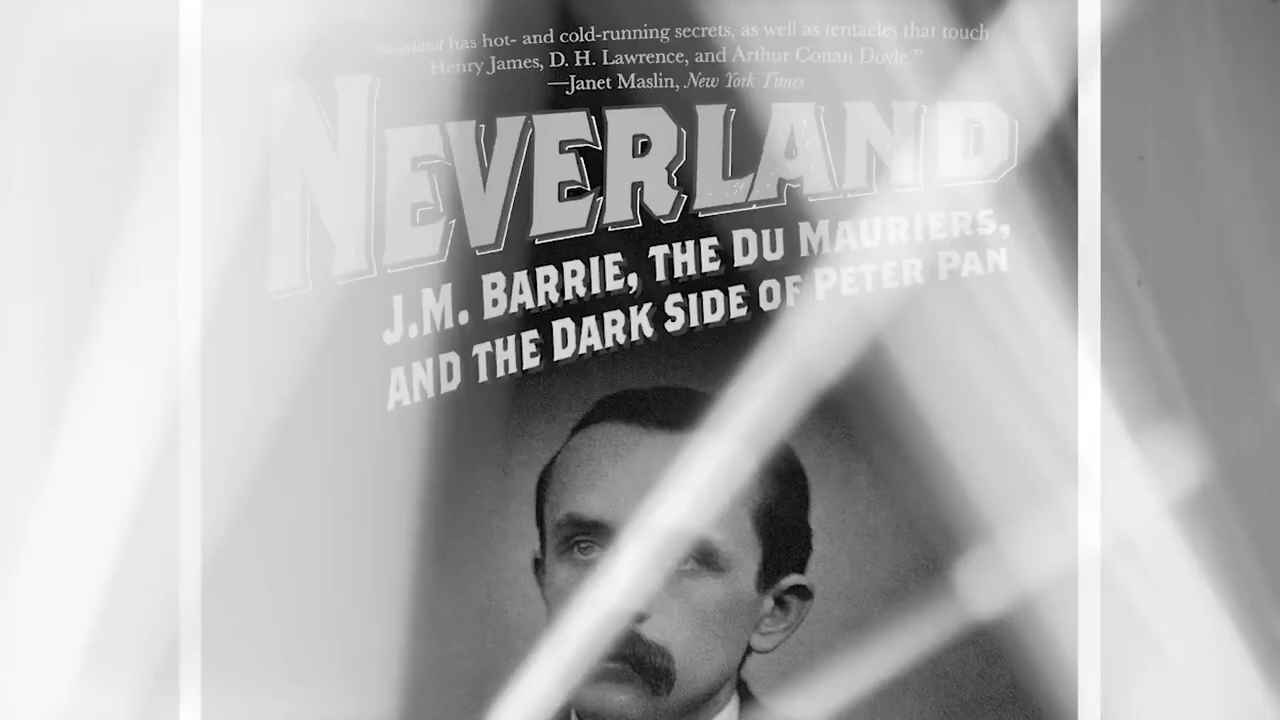 Neverland has hot- and cold-running secrets, as well as tentacles that touch
Henry James, D. H. Lawrence, and Arthur Conan Doyle."
—Janet Maslin, New York Times
NEVERLAND
J.M. BARRIE, THE DU MAURIERS,
AND THE DARK SIDE OF PETER PAN